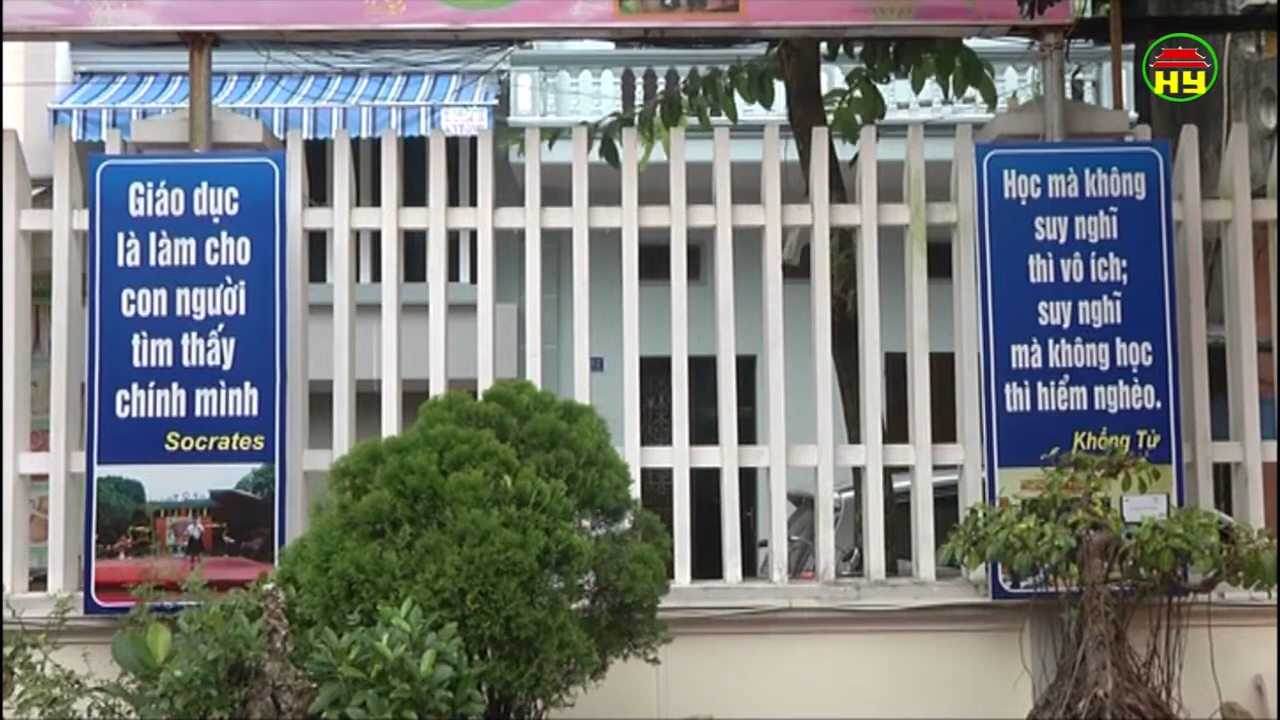 HY
Giáo dục
là làm cho
con người
tìm thấy
chính mình
Socrates
Học mà không
suy nghĩ
thì vô ích;
suy nghĩ
mà không học
thì hiểm nghèo.
Khổng Tử